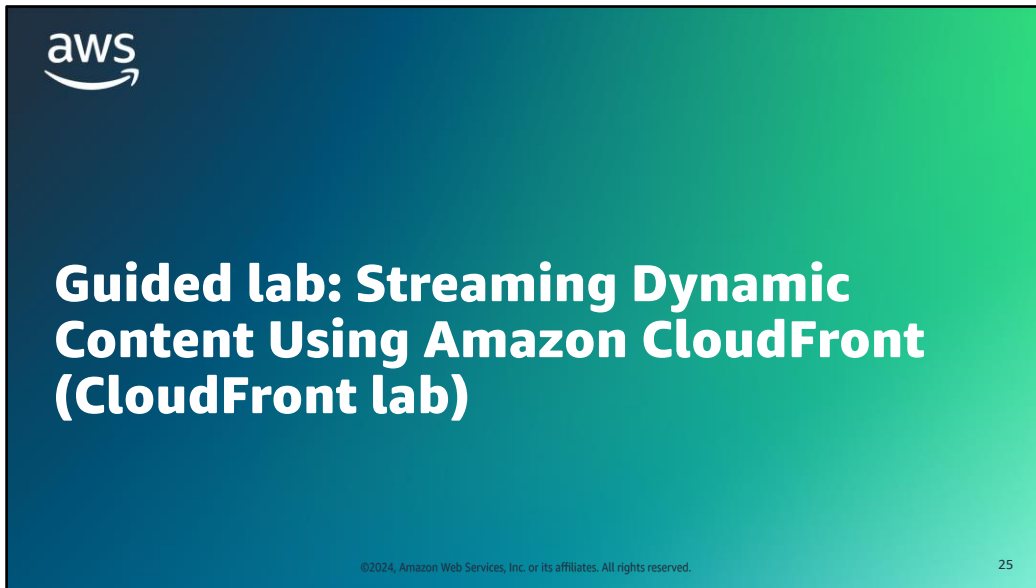 aws
Guided lab: Streaming Dynamic
Content Using Amazon CloudFront
(CloudFront lab)
©2024, Amazon Web Services, Inc. or its affiliates. All rights reserved.
25